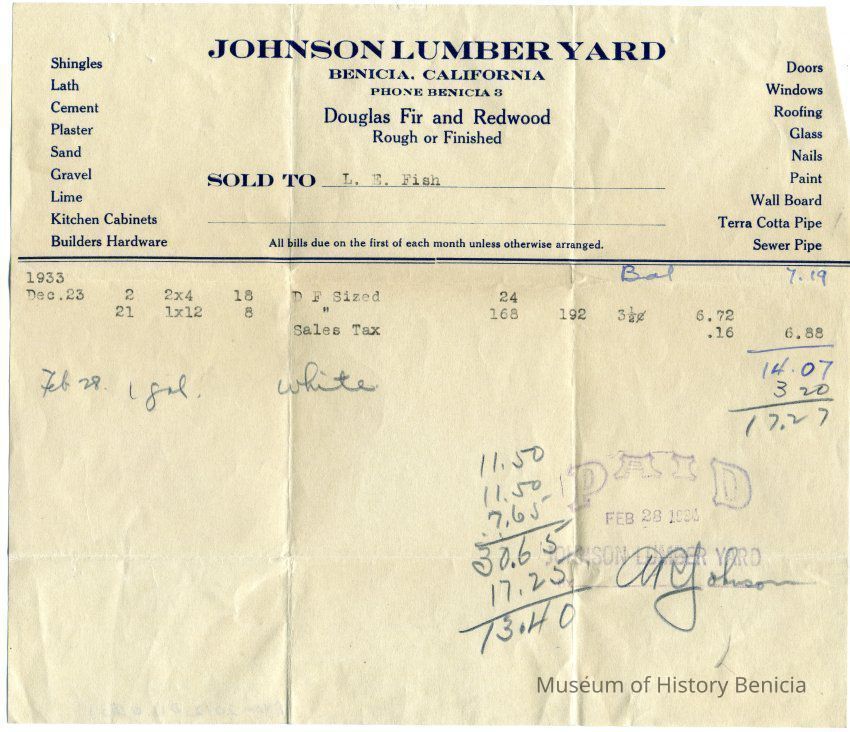 JOHNSON LUMBER YARD
BENICIA, CALIFORNIA
PHONE BENICIA 3
Douglas Fir and Redwood
Rough or Finished
Shingles
Lath
Cement
Plaster
Sand
Gravel
Lime
Kitchen Cabinets
Builders Hardware
Doors
Windows
Roofing
Glass
Nails
Paint
Wall Board
Terra Cotta Pipe
Sewer Pipe
SOLD TO L. E. Fish
All bills due on the first of each month unless otherwise arranged.
Bal 7.19
1933
Dec.23 2 2x4 18 D F Sized 24
21 1x12 8 " 168 192 3½¢ 6.72
Sales Tax .16 6.88
14.07
Feb 28. 1 gal. White 3 20
17.27
11.50
11.50
7.65
30.65
17.25
13.40
PAID
FEB 28 1934
JOHNSON LUMBER YARD
Johnson
Muséum of History Benicia